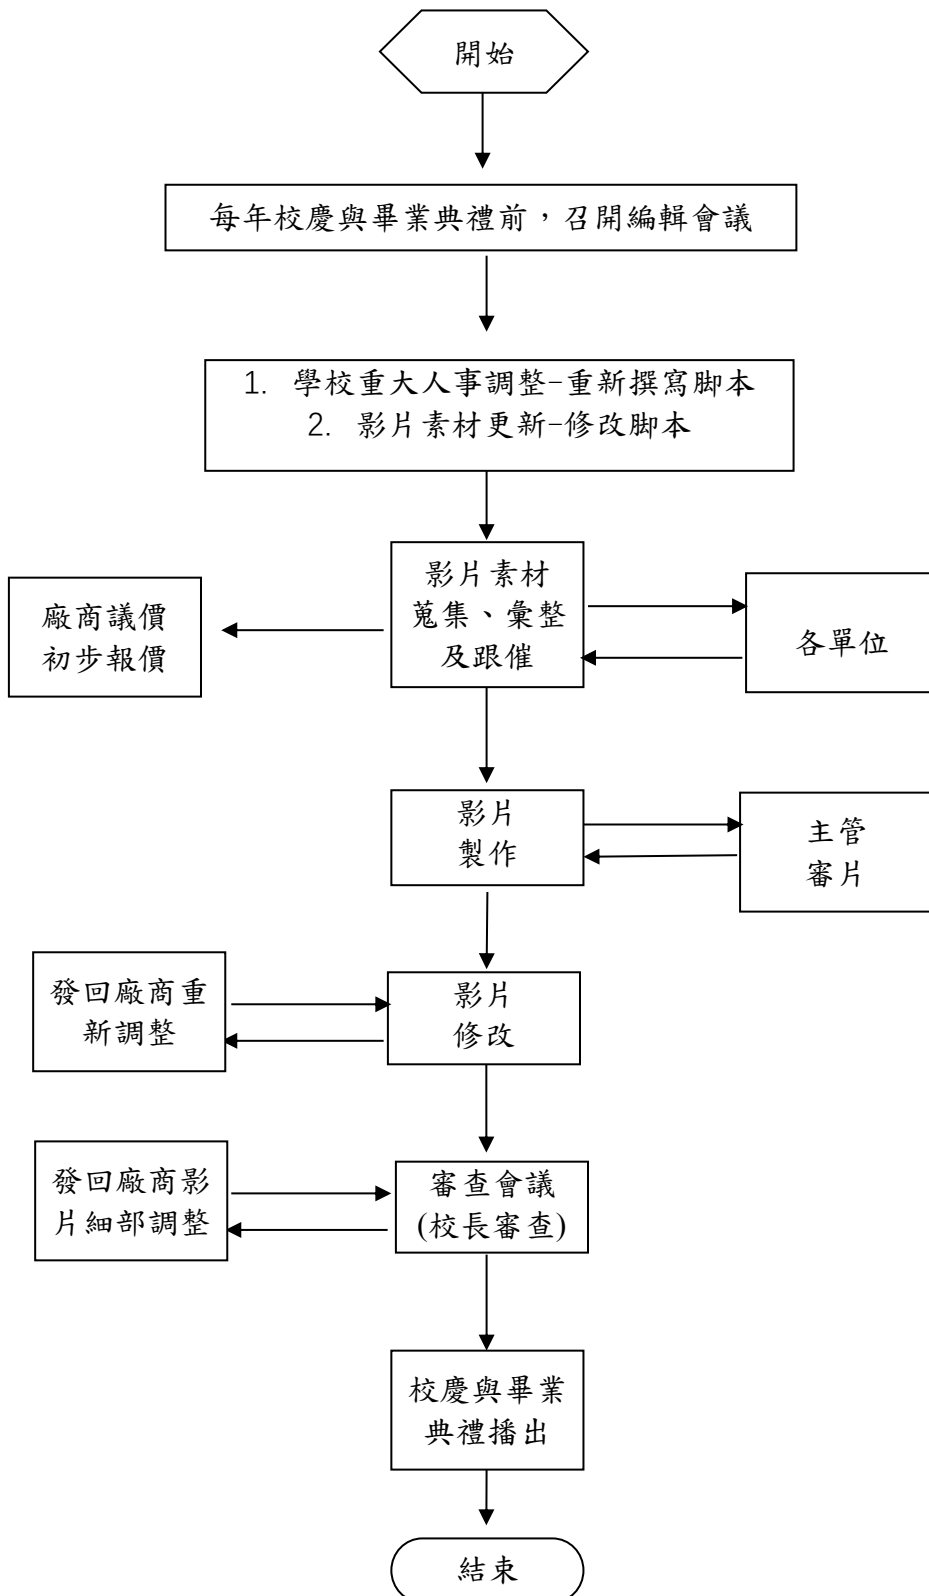 開始
每年校慶與畢業典禮前，召開編輯會議
1. 學校重大人事調整-重新撰寫脚本
2. 影片素材更新-修改脚本
影片素材
蒐集、彙整
及跟催
廠商議價
初步報價
各單位
影片
製作
主管
審片
發回廠商重
新調整
影片
修改
發回廠商影
片細部調整
審查會議
(校長審查)
校慶與畢業
典禮播出
結束